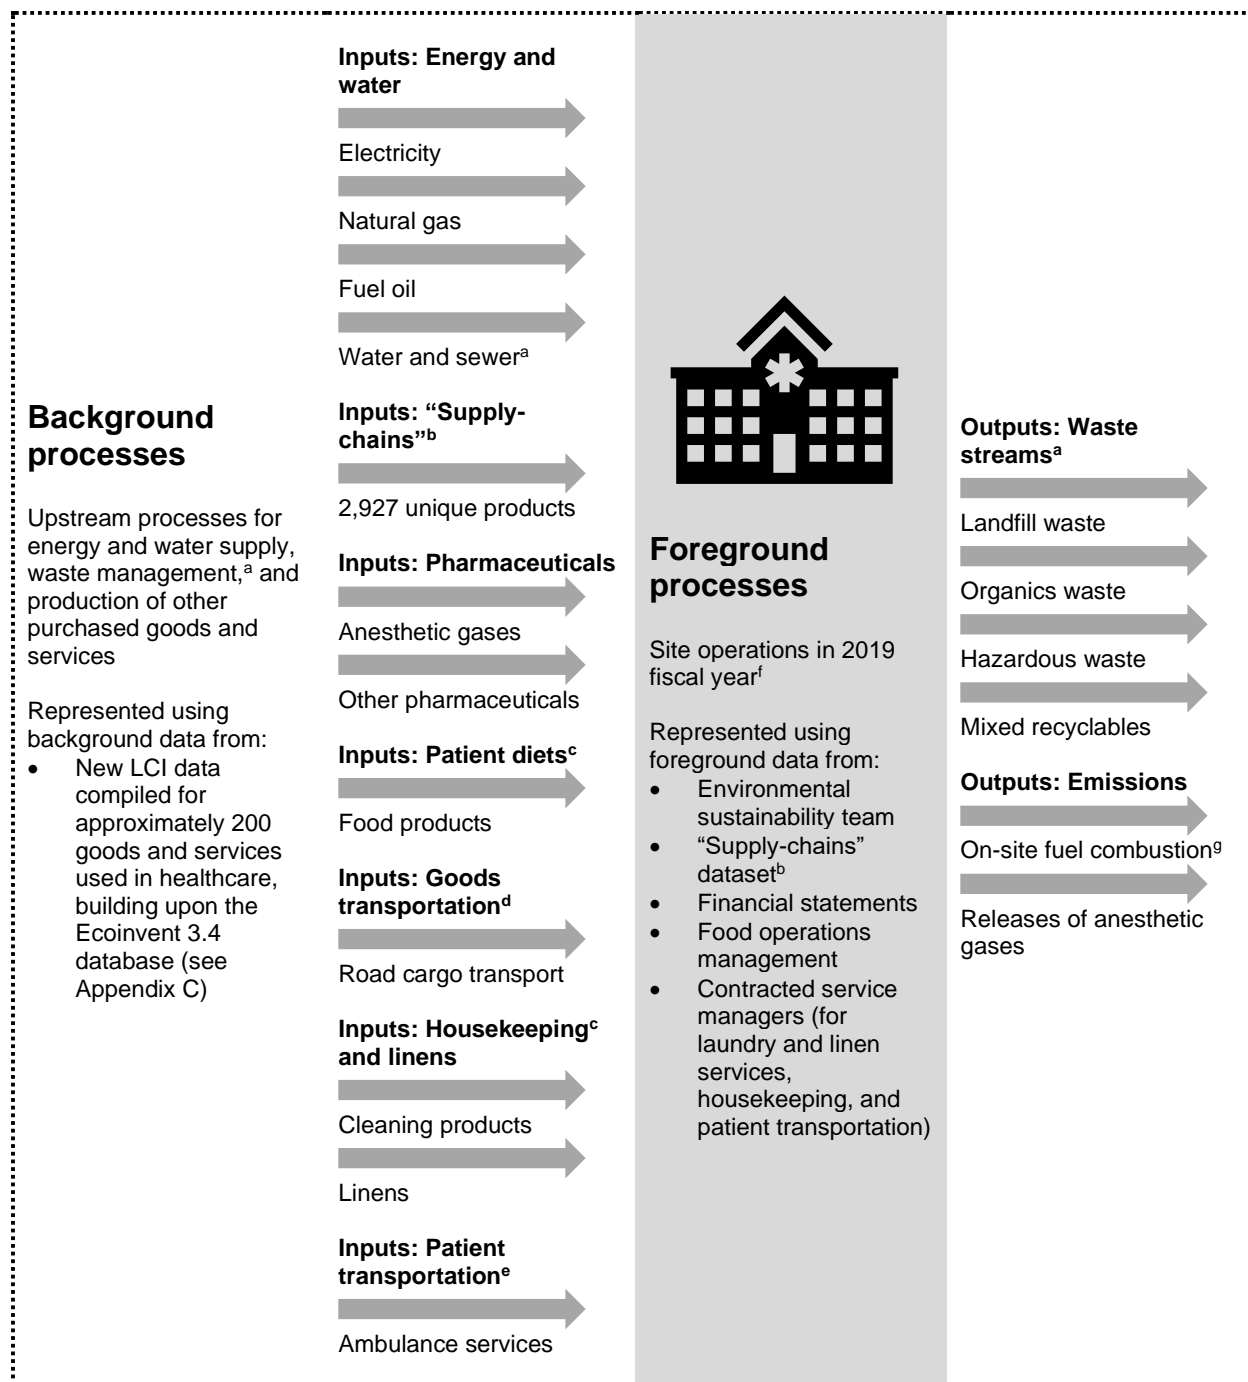 Background
processes
Upstream processes for
energy and water supply,
waste management,ᵃ and
production of other
purchased goods and
services
Represented using
background data from:
• New LCI data
compiled for
approximately 200
goods and services
used in healthcare,
building upon the
Ecoinvent 3.4
database (see
Appendix C)
Inputs: Energy and
water
Electricity
Natural gas
Fuel oil
Water and sewerᵃ
Inputs: “Supply-
chains”ᵇ
2,927 unique products
Inputs: Pharmaceuticals
Anesthetic gases
Other pharmaceuticals
Inputs: Patient dietsᶜ
Food products
Inputs: Goods
transportationᵈ
Road cargo transport
Inputs: Housekeepingᶜ
and linens
Cleaning products
Linens
Inputs: Patient
transportationᵉ
Ambulance services
Foreground
processes
Site operations in 2019
fiscal yearᶠ
Represented using
foreground data from:
• Environmental
sustainability team
• “Supply-chains”
datasetᵇ
• Financial statements
• Food operations
management
• Contracted service
managers (for
laundry and linen
services,
housekeeping, and
patient transportation)
Outputs: Waste
streamsᵃ
Landfill waste
Organics waste
Hazardous waste
Mixed recyclables
Outputs: Emissions
On-site fuel combustionᵍ
Releases of anesthetic
gases